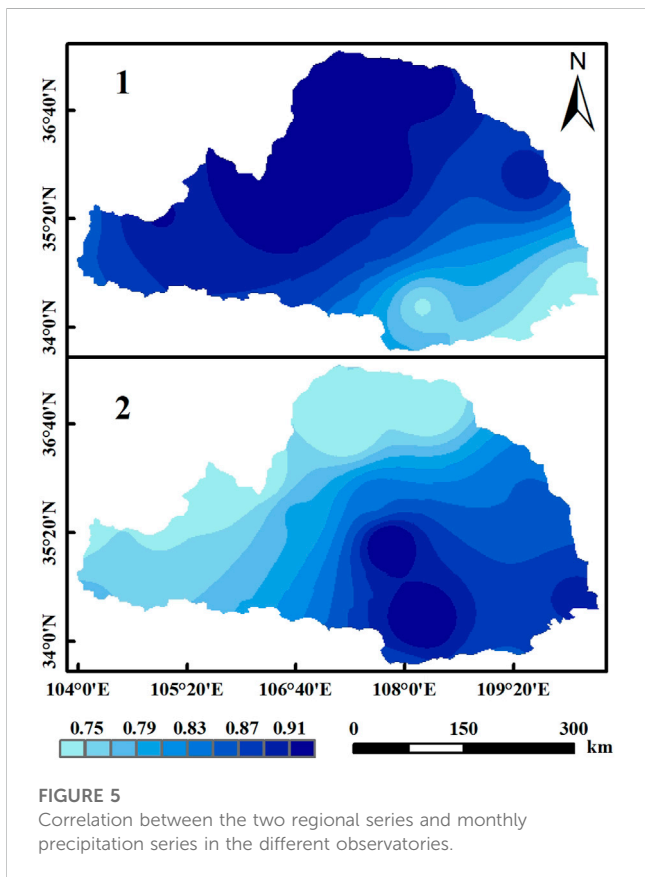 1
N
36°40'N
35°20'N
34°0'N
2
36°40'N
35°20'N
34°0'N
104°0'E 105°20'E 106°40'E 108°0'E 109°20'E
0.75 0.79 0.83 0.87 0.91
0 150 300
km
FIGURE 5
Correlation between the two regional series and monthly
precipitation series in the different observatories.